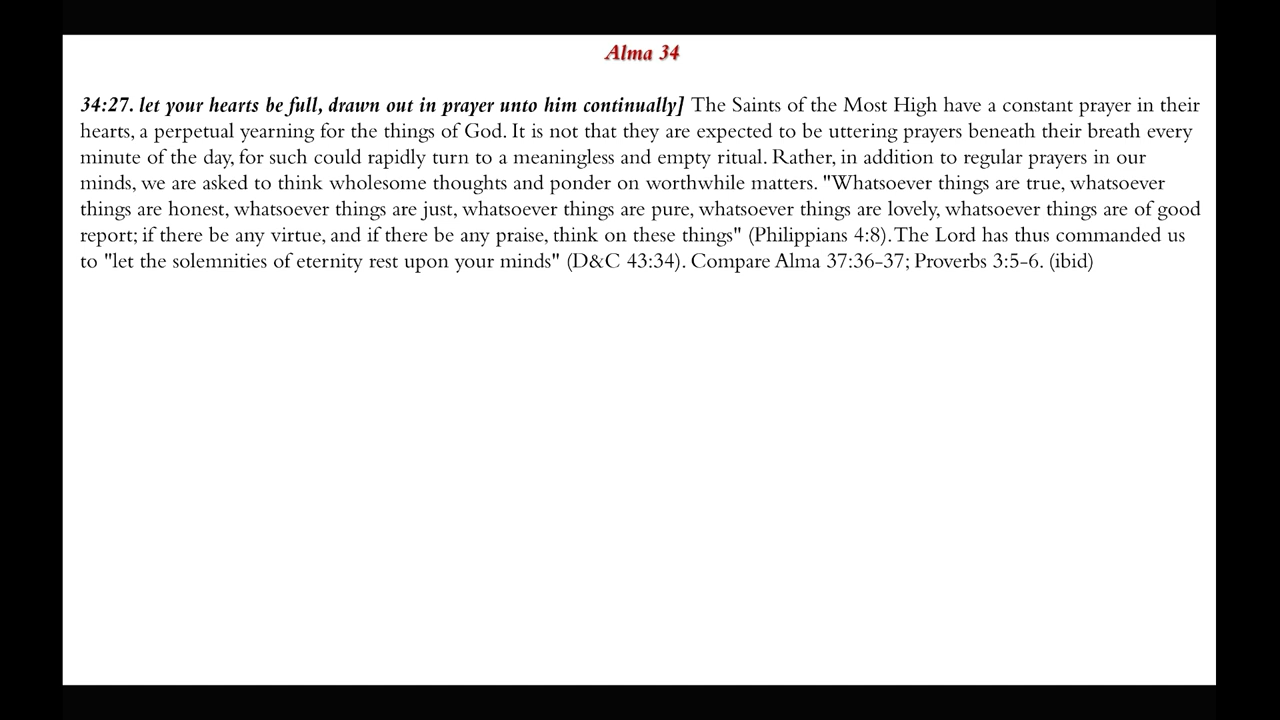 Alma 34
34:27. let your hearts be full, drawn out in prayer unto him continually] The Saints of the Most High have a constant prayer in their
hearts, a perpetual yearning for the things of God. It is not that they are expected to be uttering prayers beneath their breath every
minute of the day, for such could rapidly turn to a meaningless and empty ritual. Rather, in addition to regular prayers in our
minds, we are asked to think wholesome thoughts and ponder on worthwhile matters. "Whatsoever things are true, whatsoever
things are honest, whatsoever things are just, whatsoever things are pure, whatsoever things are lovely, whatsoever things are of good
report; if there be any virtue, and if there be any praise, think on these things" (Philippians 4:8). The Lord has thus commanded us
to "let the solemnities of eternity rest upon your minds" (D&C 43:34). Compare Alma 37:36-37; Proverbs 3:5-6. (ibid)